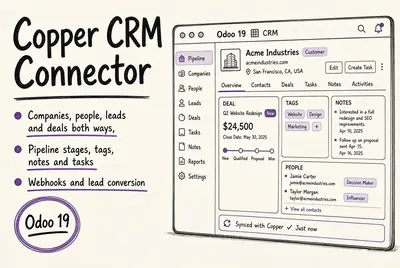 Copper CRM
Connector
Companies, people, leads
and deals both ways,
Pipeline stages, tags,
notes and tasks
Webhooks and lead conversion
Odoo 19
Odoo 19 CRM
Pipeline
Companies
People
Leads
Deals
Tasks
Notes
Reports
Settings
Acme Industries Customer
acmeindustries.com
San Francisco, CA, USA
Edit
Create Task
Overview Contacts Deals Tasks Notes Activities
DEAL
Q2 Website Redesign New
$24,500
Close Date: May 30, 2025
New Qualified Proposal Win
TAGS
Website Design
Marketing +
NOTES
Interested in a full
redesign and SEO
improvements.
Apr 10, 2025
Follow up on proposal
sent Apr 15.
Apr 16, 2025
PEOPLE
Jamie Carter
jamie@acmeindustries.com
Decision Maker
Taylor Morgan
taylor@acmeindustries.com
Influencer
+ View all contacts
Synced with Copper ✓ Just now